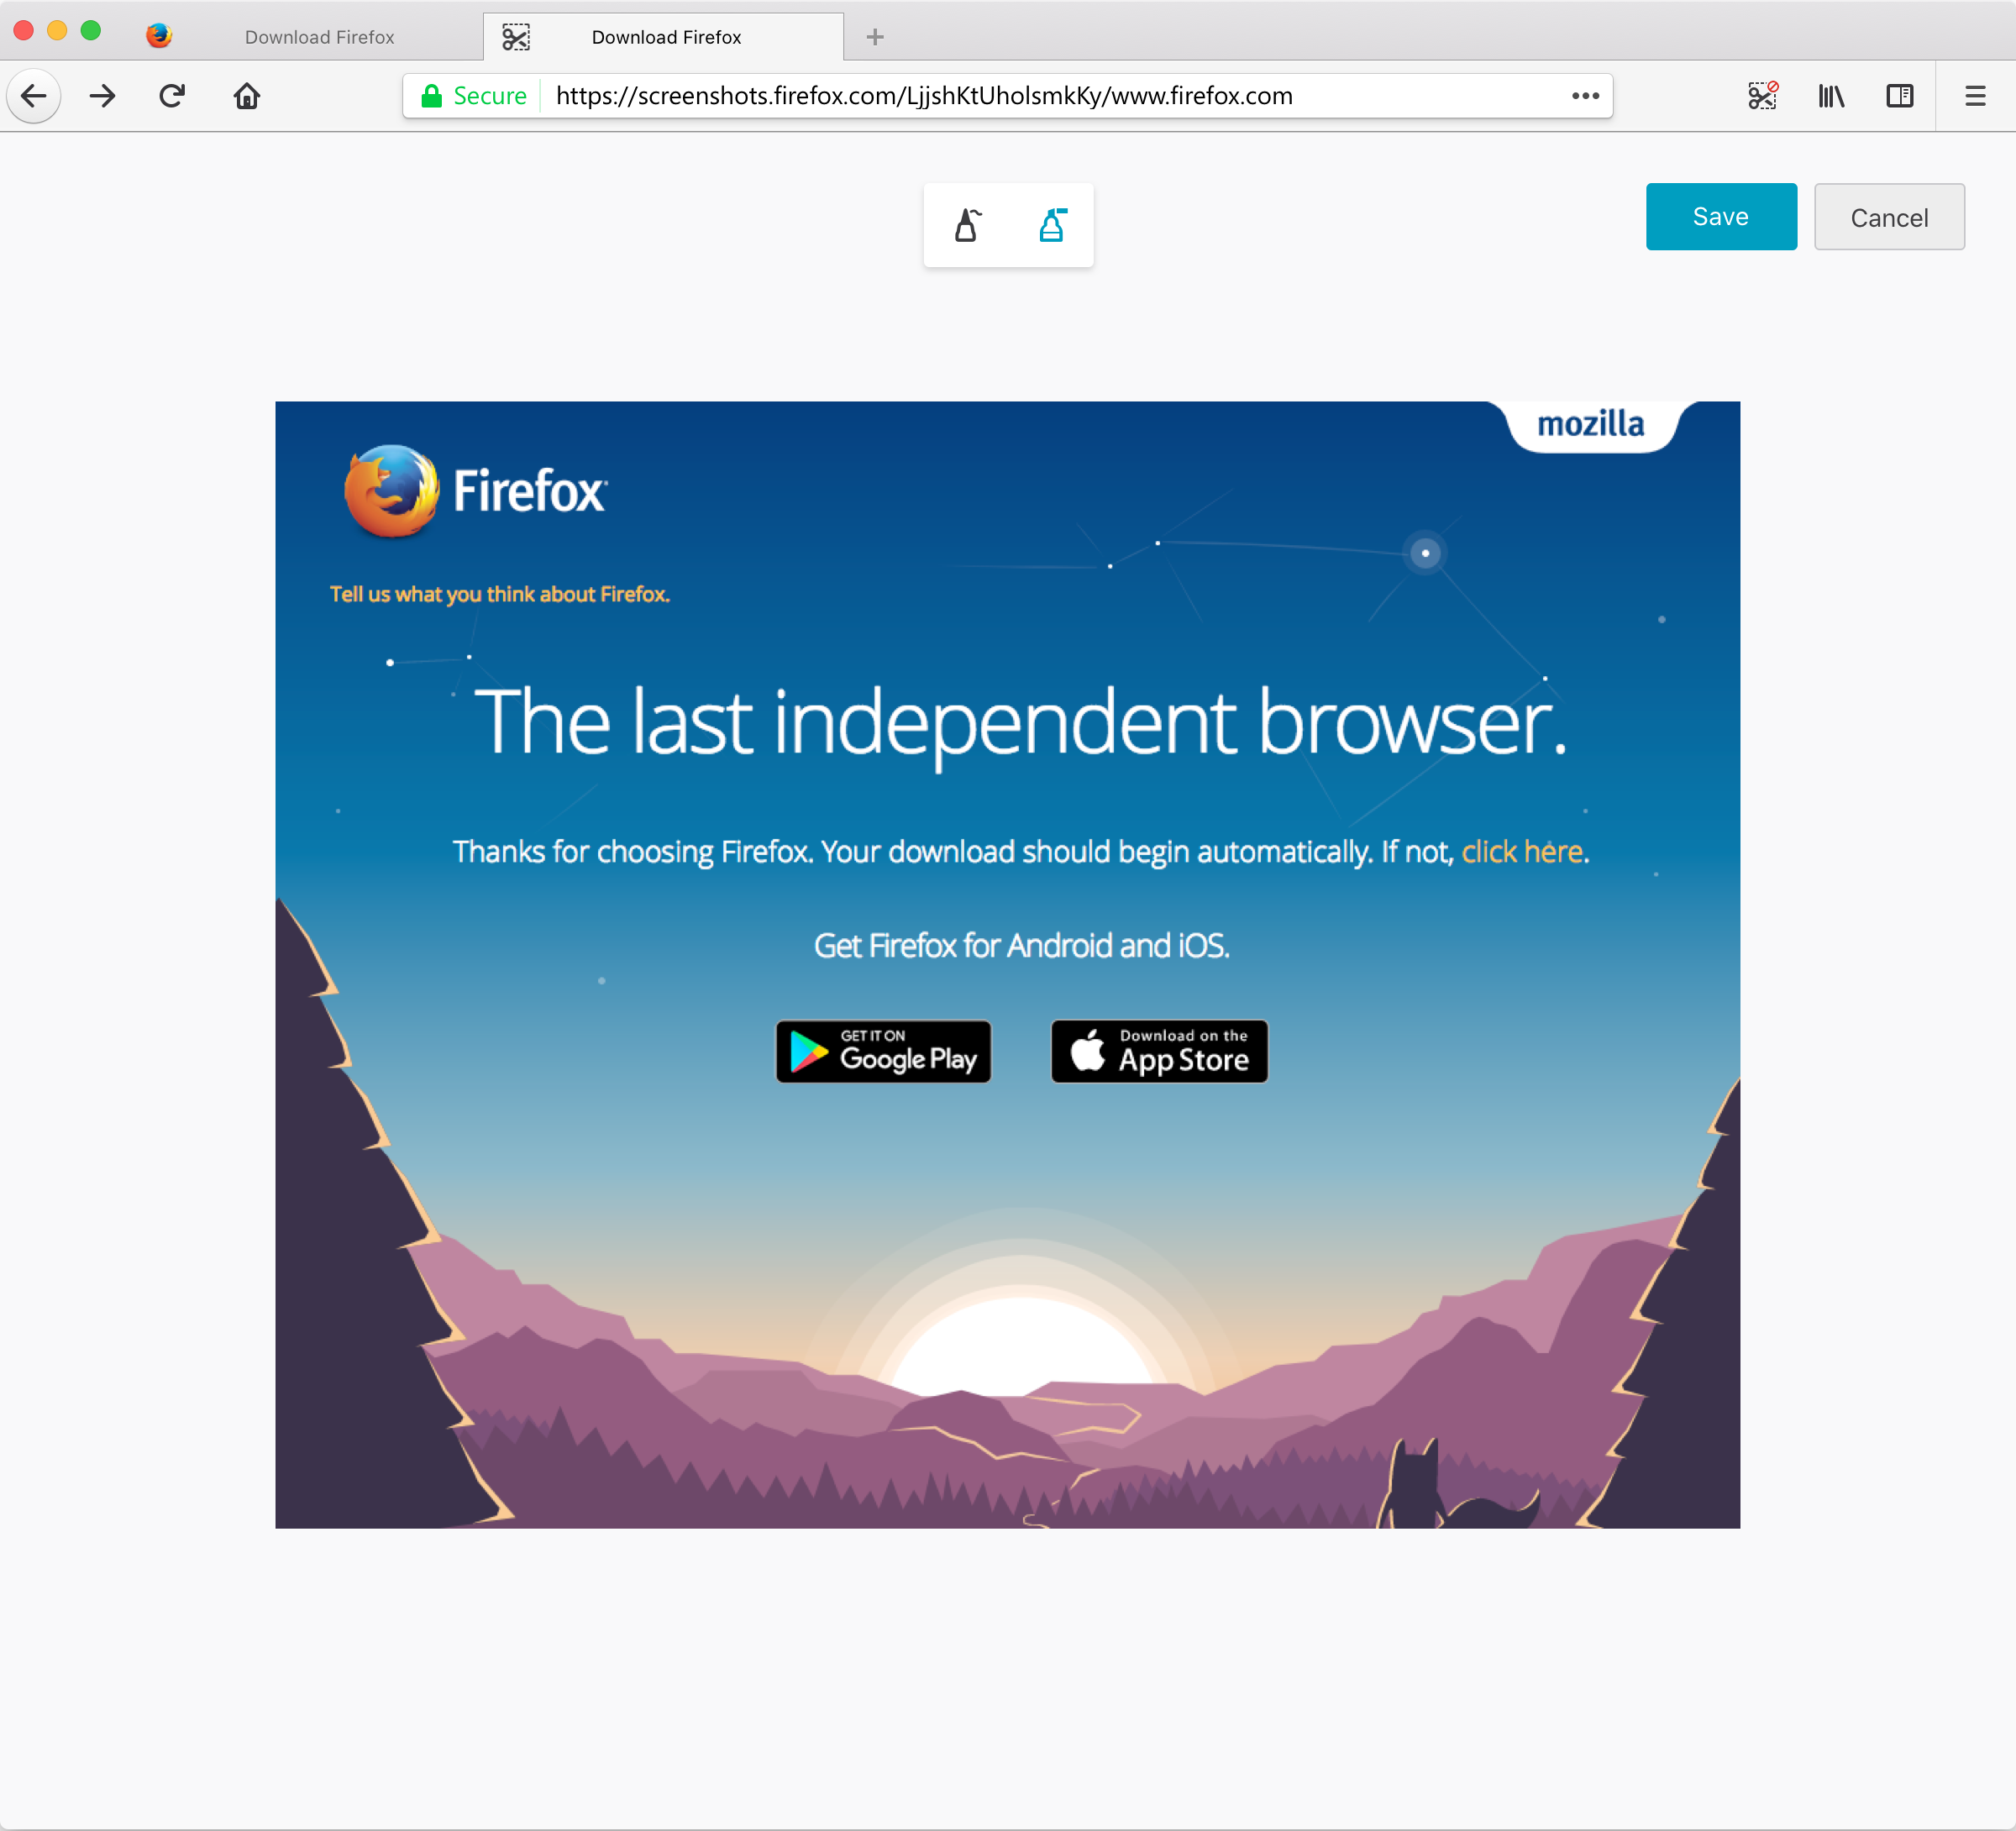 Download Firefox
Download Firefox
Secure
https://screenshots.firefox.com/LjjshKtUholsmkKy/www.firefox.com
Save
Cancel
mozilla
Firefox
Tell us what you think about Firefox.
The last independent browser.
Thanks for choosing Firefox. Your download should begin automatically. If not, click here.
Get Firefox for Android and iOS.
GET IT ON
Google Play
Download on the
App Store